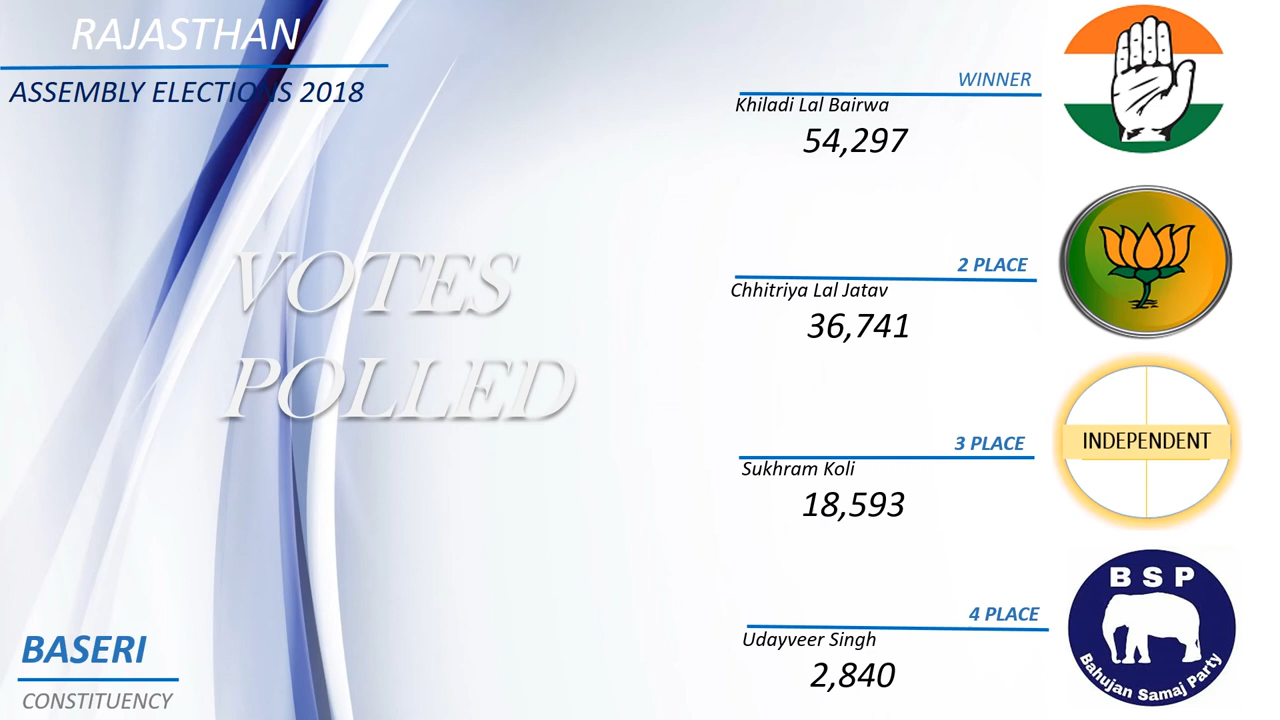 RAJASTHAN
ASSEMBLY ELECTIONS 2018
VOTES
POLLED
BASERI
CONSTITUENCY
WINNER
Khiladi Lal Bairwa
54,297
2 PLACE
Chhitriya Lal Jatav
36,741
3 PLACE
Sukhram Koli
18,593
INDEPENDENT
4 PLACE
Udayveer Singh
2,840
BSP
Bahujan Samaj Party